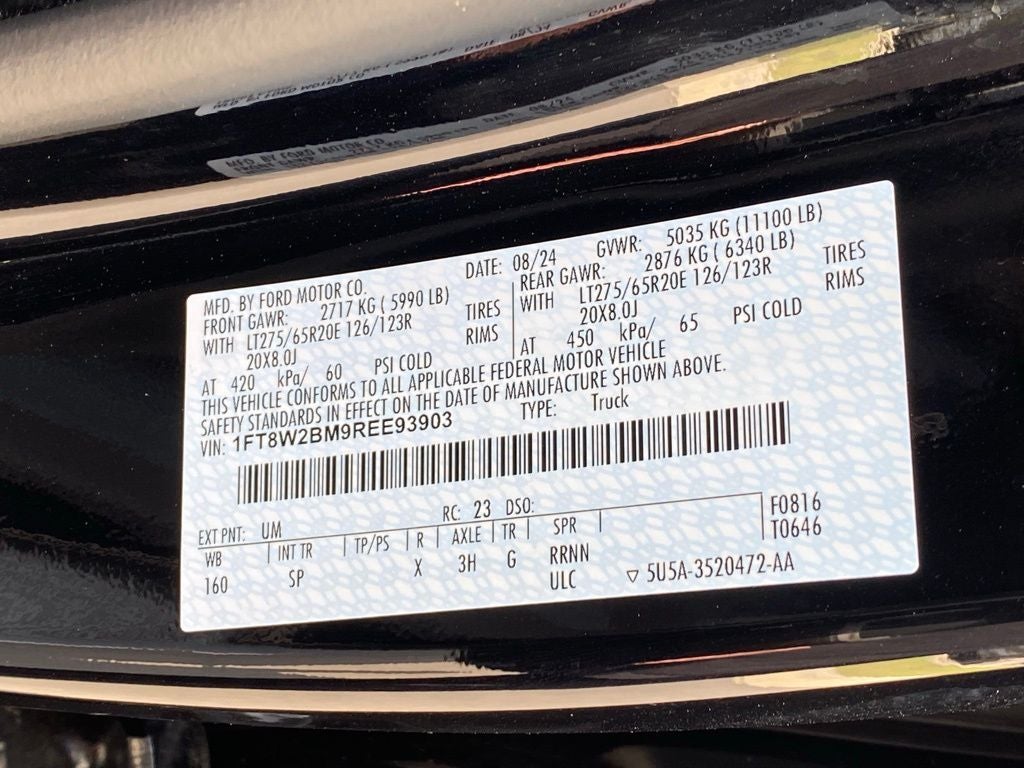 MFD. BY FORD MOTOR CO.
DATE: 08/24 GVWR: 5035 KG (11100 LB)
FRONT GAWR: 2717 KG ( 5990 LB)
REAR GAWR: 2876 KG ( 6340 LB)
WITH LT275/65R20E 126/123R TIRES
WITH LT275/65R20E 126/123R TIRES
20X8.0J RIMS
20X8.0J RIMS
AT 420 kPa/ 60 PSI COLD
AT 450 kPa/ 65 PSI COLD
THIS VEHICLE CONFORMS TO ALL APPLICABLE FEDERAL MOTOR VEHICLE
SAFETY STANDARDS IN EFFECT ON THE DATE OF MANUFACTURE SHOWN ABOVE.
VIN: 1FT8W2BM9REE93903 TYPE: Truck
EXT PNT: UM RC: 23 DSO: F0816
WB INT TR TP/PS R AXLE TR SPR T0646
160 SP X 3H G RRNN
ULC ▽ 5U5A-3520472-AA
MFD. BY FORD MOTOR CO.